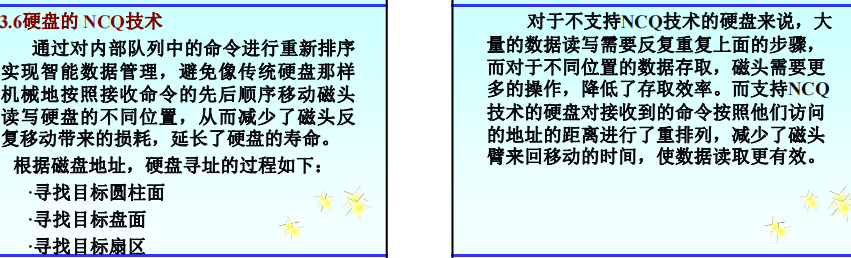 3.6硬盘的 NCQ技术
通过对内部队列中的命令进行重新排序
实现智能数据管理，避免像传统硬盘那样
机械地按照接收命令的先后顺序移动磁头
读写硬盘的不同位置，从而减少了磁头反
复移动带来的损耗，延长了硬盘的寿命。
根据磁盘地址，硬盘寻址的过程如下：
·寻找目标圆柱面
·寻找目标盘面
·寻找目标扇区
对于不支持NCQ技术的硬盘来说，大
量的数据读写需要反复重复上面的步骤，
而对于不同位置的数据存取，磁头需要更
多的操作，降低了存取效率。而支持NCQ
技术的硬盘对接收到的命令按照他们访问
的地址的距离进行了重排列，减少了磁头
臂来回移动的时间，使数据读取更有效。